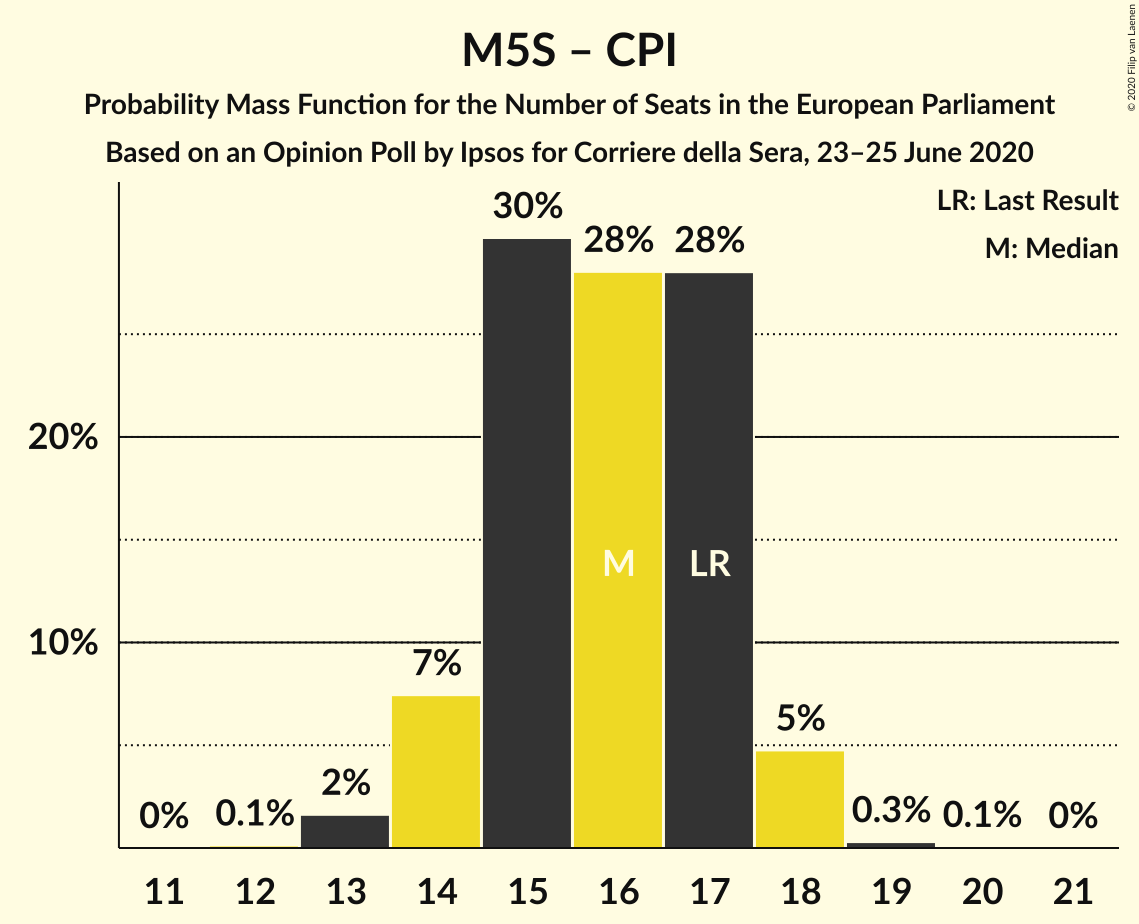 M5S – CPI
Probability Mass Function for the Number of Seats in the European Parliament
Based on an Opinion Poll by Ipsos for Corriere della Sera, 23–25 June 2020
© 2020 Filip van Laenen
LR: Last Result
M: Median
30%
28%
28%
20%
M
LR
10%
7%
5%
2%
0%
0.1%
0.3%
0.1%
0%
11 12 13 14 15 16 17 18 19 20 21